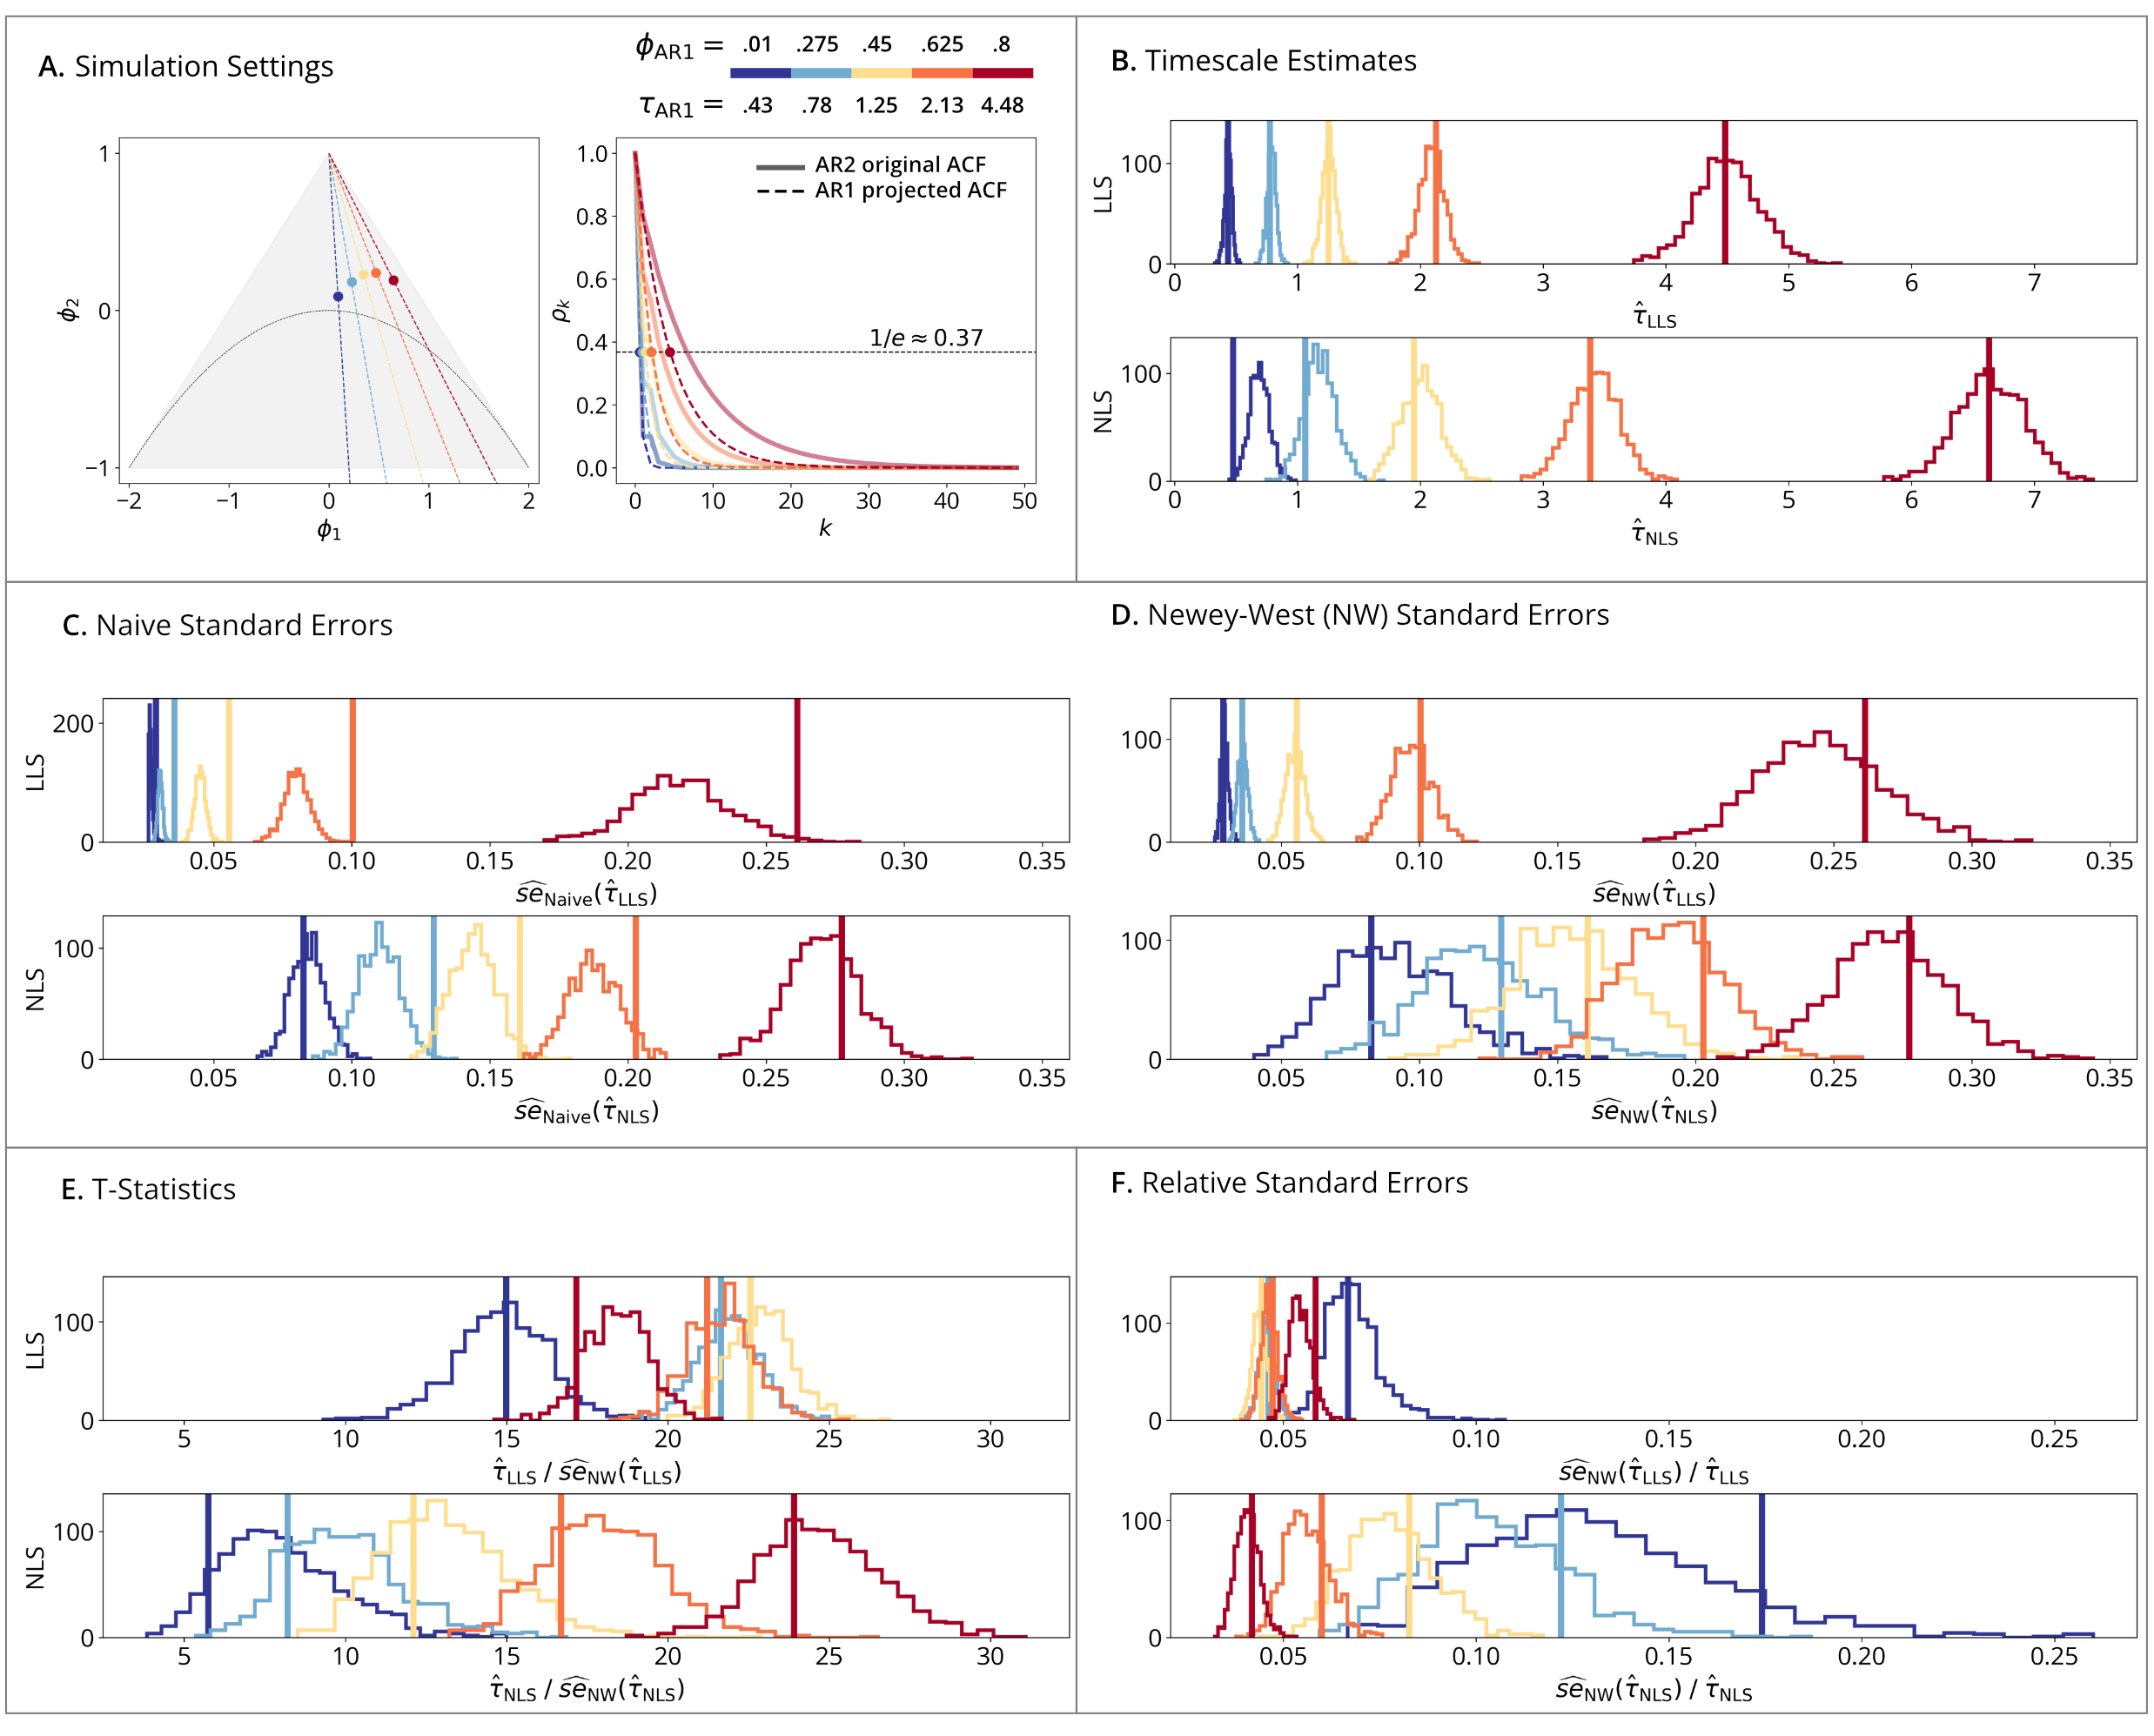 A. Simulation Settings
ϕAR1 = .01 .275 .45 .625 .8
τAR1 = .43 .78 1.25 2.13 4.48
1
0
−1
ϕ2
−2 −1 0 1 2
ϕ1
1.0
0.8
0.6
0.4
0.2
0.0
ρk
AR2 original ACF
AR1 projected ACF
1/e ≈ 0.37
0 10 20 30 40 50
k
B. Timescale Estimates
LLS
100
0
0 1 2 3 4 5 6 7
τ̂LLS
NLS
100
0
0 1 2 3 4 5 6 7
τ̂NLS
C. Naive Standard Errors
LLS
200
0
0.05 0.10 0.15 0.20 0.25 0.30 0.35
s͡eNaive(τ̂LLS)
NLS
100
0
0.05 0.10 0.15 0.20 0.25 0.30 0.35
s͡eNaive(τ̂NLS)
D. Newey-West (NW) Standard Errors
100
0
0.05 0.10 0.15 0.20 0.25 0.30 0.35
s͡eNW(τ̂LLS)
100
0
0.05 0.10 0.15 0.20 0.25 0.30 0.35
s͡eNW(τ̂NLS)
E. T-Statistics
LLS
100
0
5 10 15 20 25 30
τ̂LLS / s͡eNW(τ̂LLS)
NLS
100
0
5 10 15 20 25 30
τ̂NLS / s͡eNW(τ̂NLS)
F. Relative Standard Errors
100
0
0.05 0.10 0.15 0.20 0.25
s͡eNW(τ̂LLS) / τ̂LLS
100
0
0.05 0.10 0.15 0.20 0.25
s͡eNW(τ̂NLS) / τ̂NLS